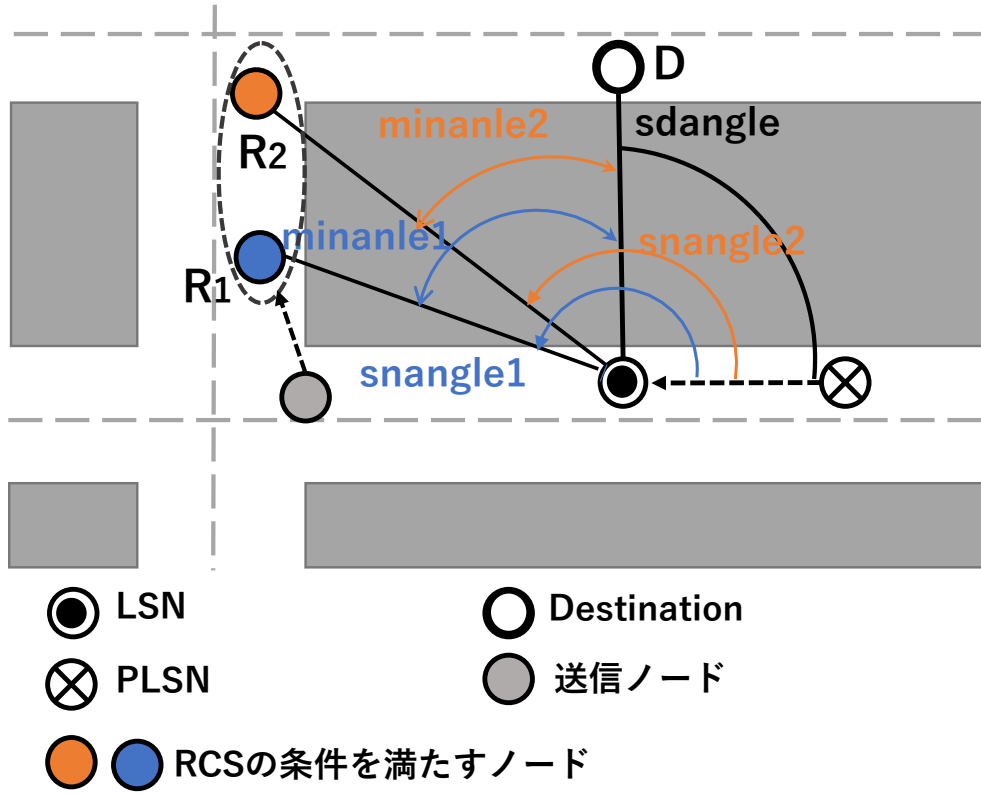 D
sdangle
minanle2
R2
minanle1
snangle2
R1
snangle1
LSN
Destination
PLSN
送信ノード
RCSの条件を満たすノード